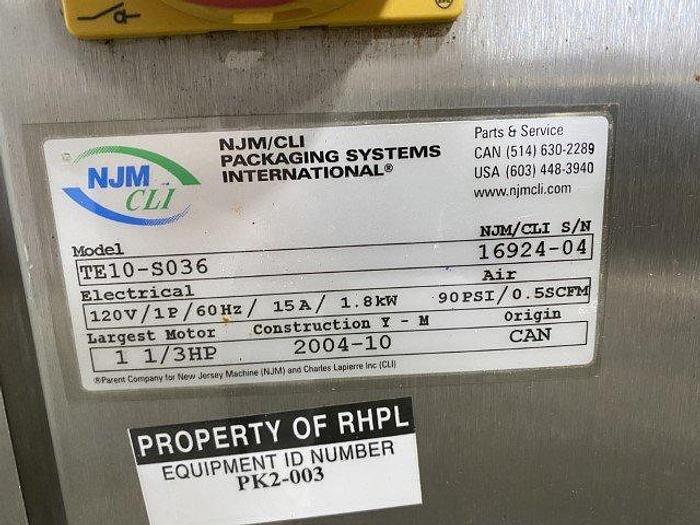 NJM
CLI
NJM/CLI
PACKAGING SYSTEMS
INTERNATIONAL®
Parts & Service
CAN (514) 630-2289
USA (603) 448-3940
www.njmcli.com
Model
NJM/CLI S/N
TE10-S036
16924-04
Electrical
Air
120V/1P/60Hz/ 15A/ 1.8kW
90PSI/0.5SCFM
Largest Motor
Construction Y - M
Origin
1 1/3HP
2004-10
CAN
®Parent Company for New Jersey Machine (NJM) and Charles Lapierre Inc (CLI)
PROPERTY OF RHPL
EQUIPMENT ID NUMBER
PK2-003